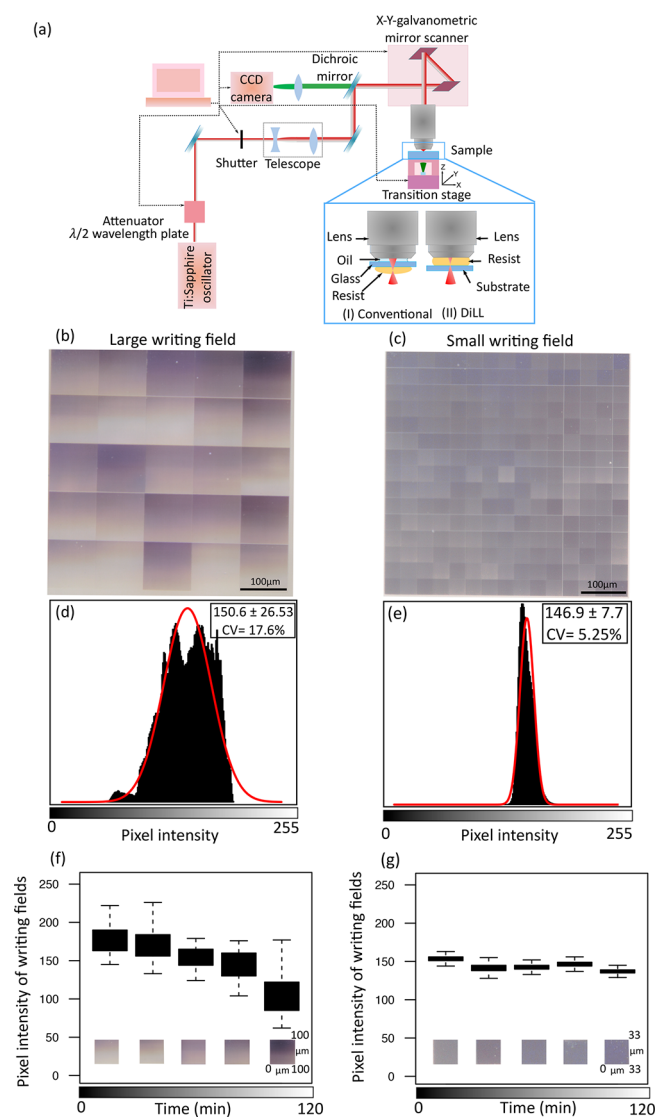 (a)
X-Y-galvanometric
mirror scanner
Dichroic
mirror
CCD
camera
Sample
Shutter
Telescope
Z
Y
X
Transition stage
Attenuator
λ/2 wavelength plate
Ti:Sapphire
oscillator
Lens
Lens
Oil
Resist
Glass
Substrate
Resist
(I) Conventional
(II) DiLL
(b)
Large writing field
(c)
Small writing field
100µm
100µm
(d)
150.6 ± 26.53
CV= 17.6%
(e)
146.9 ± 7.7
CV= 5.25%
0
255
Pixel intensity
0
255
Pixel intensity
(f)
Pixel intensity of writing fields
250
200
150
100
50
0
100
µm
0 µm 100
0
Time (min)
120
(g)
Pixel intensity of writing fields
250
200
150
100
50
0
33
µm
0 µm 33
0
Time (min)
120